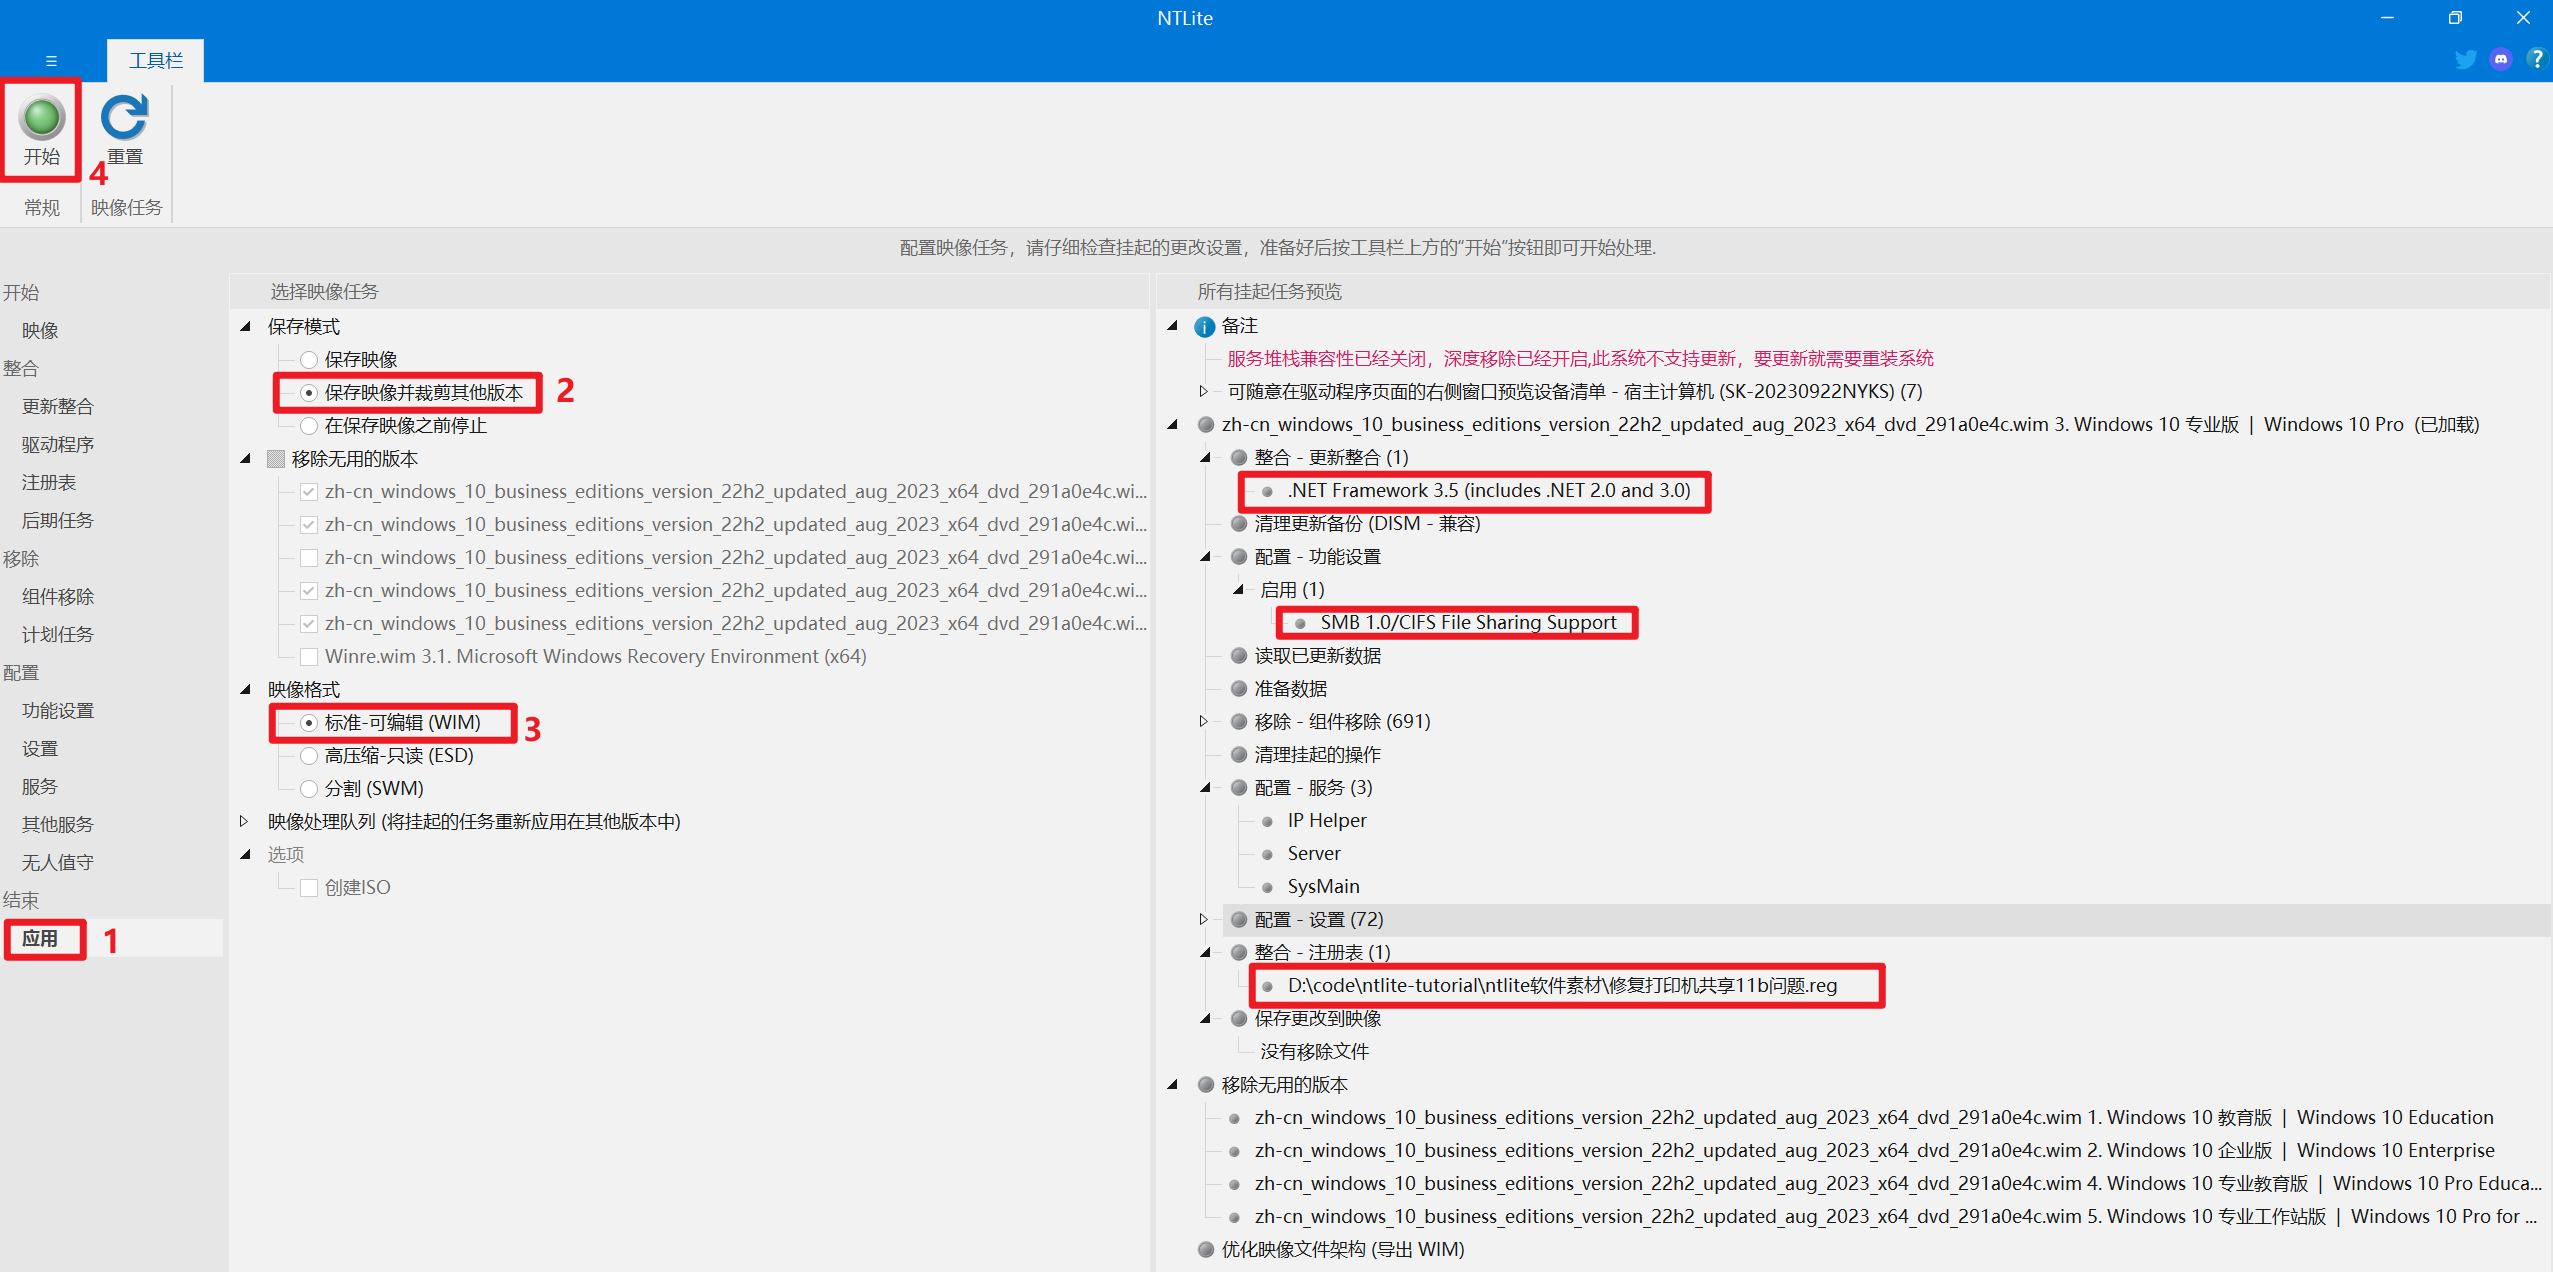 NTLite
工具栏
开始
重置
4
常规
映像任务
配置映像任务，请仔细检查挂起的更改设置，准备好后按工具栏上方的“开始”按钮即可开始处理.
开始
映像
整合
更新整合
驱动程序
注册表
后期任务
移除
组件移除
计划任务
配置
功能设置
设置
服务
其他服务
无人值守
结束
应用
1
选择映像任务
保存模式
保存映像
保存映像并裁剪其他版本
2
在保存映像之前停止
移除无用的版本
zh-cn_windows_10_business_editions_version_22h2_updated_aug_2023_x64_dvd_291a0e4c.wi...
zh-cn_windows_10_business_editions_version_22h2_updated_aug_2023_x64_dvd_291a0e4c.wi...
zh-cn_windows_10_business_editions_version_22h2_updated_aug_2023_x64_dvd_291a0e4c.wi...
zh-cn_windows_10_business_editions_version_22h2_updated_aug_2023_x64_dvd_291a0e4c.wi...
zh-cn_windows_10_business_editions_version_22h2_updated_aug_2023_x64_dvd_291a0e4c.wi...
Winre.wim 3.1. Microsoft Windows Recovery Environment (x64)
映像格式
标准-可编辑 (WIM)
3
高压缩-只读 (ESD)
分割 (SWM)
映像处理队列 (将挂起的任务重新应用在其他版本中)
选项
创建ISO
所有挂起任务预览
备注
服务堆栈兼容性已经关闭，深度移除已经开启,此系统不支持更新，要更新就需要重装系统
可随意在驱动程序页面的右侧窗口预览设备清单 - 宿主计算机 (SK-20230922NYKS) (7)
zh-cn_windows_10_business_editions_version_22h2_updated_aug_2023_x64_dvd_291a0e4c.wim 3. Windows 10 专业版 | Windows 10 Pro (已加载)
整合 - 更新整合 (1)
.NET Framework 3.5 (includes .NET 2.0 and 3.0)
清理更新备份 (DISM - 兼容)
配置 - 功能设置
启用 (1)
SMB 1.0/CIFS File Sharing Support
读取已更新数据
准备数据
移除 - 组件移除 (691)
清理挂起的操作
配置 - 服务 (3)
IP Helper
Server
SysMain
配置 - 设置 (72)
整合 - 注册表 (1)
D:\code\ntlite-tutorial\ntlite软件素材\修复打印机共享11b问题.reg
保存更改到映像
没有移除文件
移除无用的版本
zh-cn_windows_10_business_editions_version_22h2_updated_aug_2023_x64_dvd_291a0e4c.wim 1. Windows 10 教育版 | Windows 10 Education
zh-cn_windows_10_business_editions_version_22h2_updated_aug_2023_x64_dvd_291a0e4c.wim 2. Windows 10 企业版 | Windows 10 Enterprise
zh-cn_windows_10_business_editions_version_22h2_updated_aug_2023_x64_dvd_291a0e4c.wim 4. Windows 10 专业教育版 | Windows 10 Pro Educa...
zh-cn_windows_10_business_editions_version_22h2_updated_aug_2023_x64_dvd_291a0e4c.wim 5. Windows 10 专业工作站版 | Windows 10 Pro for ...
优化映像文件架构 (导出 WIM)